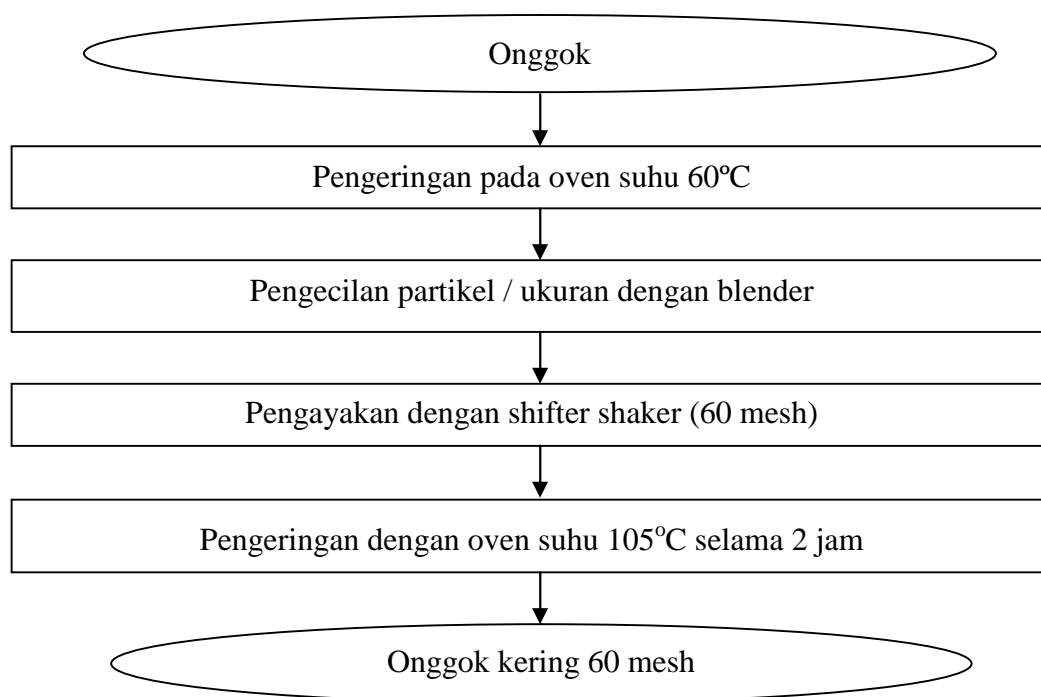 Onggok
Pengeringan pada oven suhu 60ºC
Pengecilan partikel / ukuran dengan blender
Pengayakan dengan shifter shaker (60 mesh)
Pengeringan dengan oven suhu 105°C selama 2 jam
Onggok kering 60 mesh